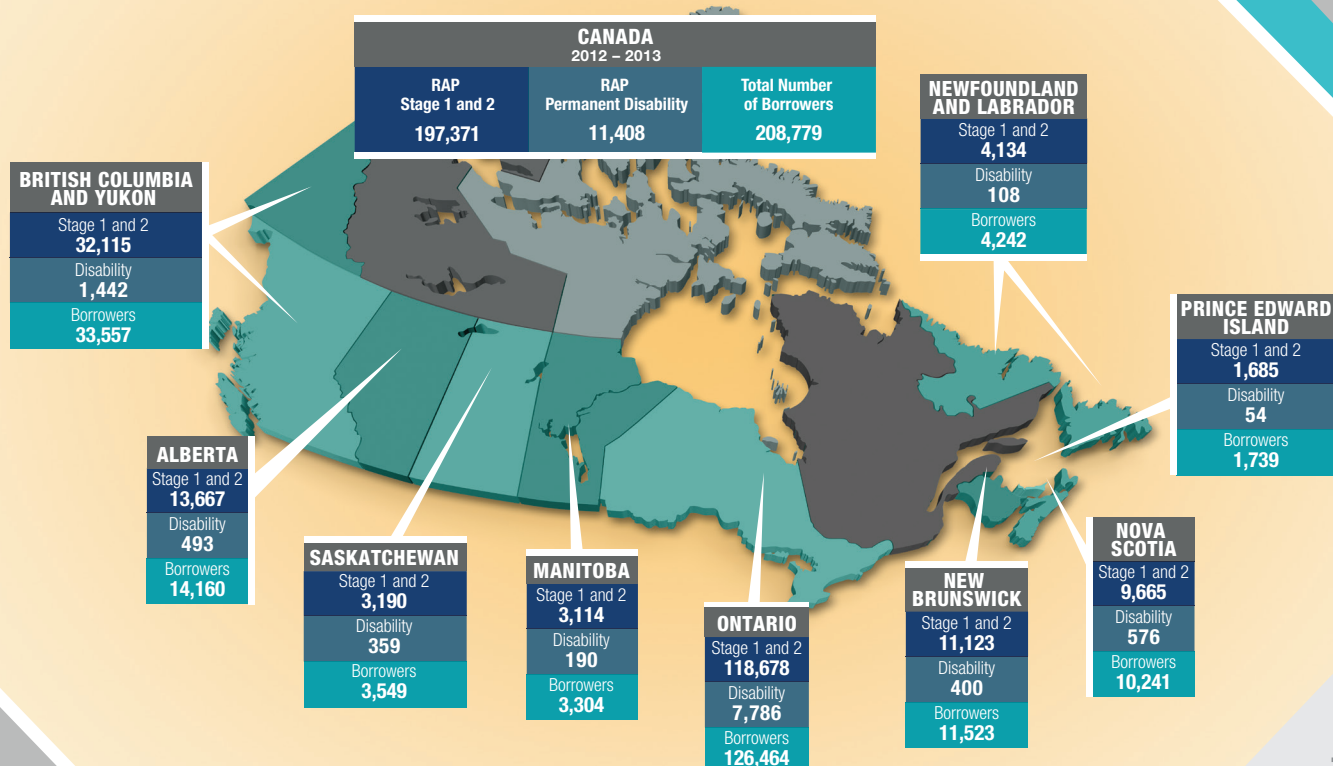 CANADA
2012 – 2013
RAP
Stage 1 and 2
197,371
RAP
Permanent Disability
11,408
Total Number
of Borrowers
208,779
NEWFOUNDLAND
AND LABRADOR
Stage 1 and 2
4,134
Disability
108
Borrowers
4,242
BRITISH COLUMBIA
AND YUKON
Stage 1 and 2
32,115
Disability
1,442
Borrowers
33,557
PRINCE EDWARD
ISLAND
Stage 1 and 2
1,685
Disability
54
Borrowers
1,739
ALBERTA
Stage 1 and 2
13,667
Disability
493
Borrowers
14,160
SASKATCHEWAN
Stage 1 and 2
3,190
Disability
359
Borrowers
3,549
MANITOBA
Stage 1 and 2
3,114
Disability
190
Borrowers
3,304
ONTARIO
Stage 1 and 2
118,678
Disability
7,786
Borrowers
126,464
NEW
BRUNSWICK
Stage 1 and 2
11,123
Disability
400
Borrowers
11,523
NOVA
SCOTIA
Stage 1 and 2
9,665
Disability
576
Borrowers
10,241